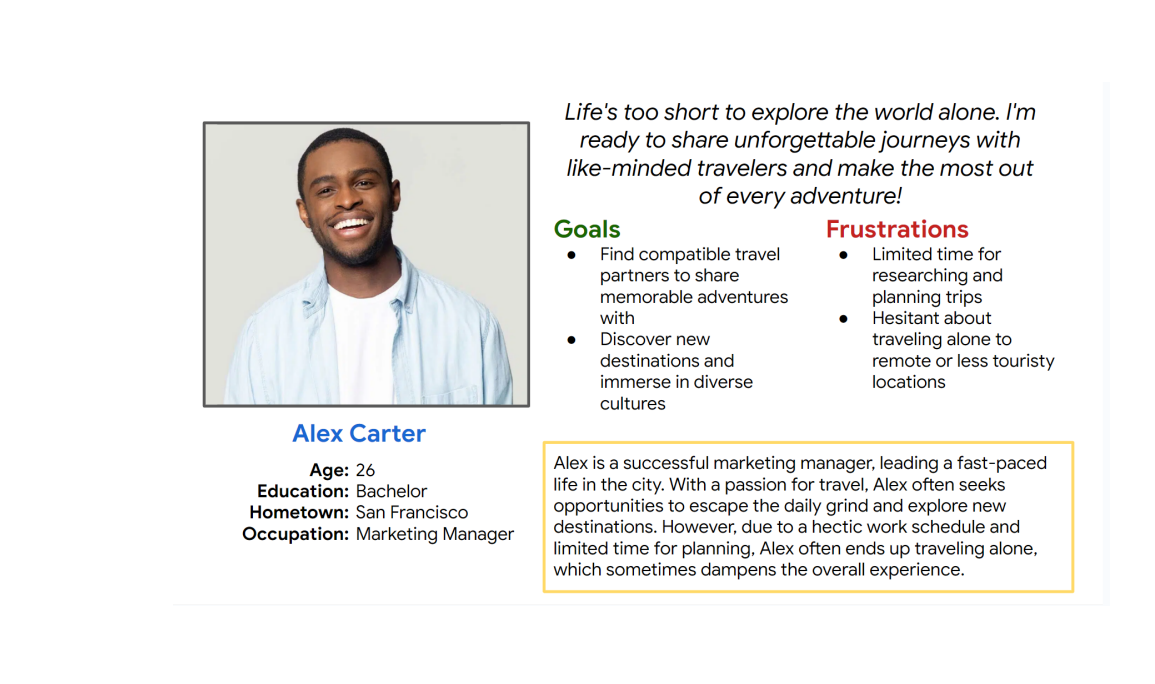 Life's too short to explore the world alone. I'm
ready to share unforgettable journeys with
like-minded travelers and make the most out
of every adventure!
Goals
● Find compatible travel
partners to share
memorable adventures
with
● Discover new
destinations and
immerse in diverse
cultures
Frustrations
● Limited time for
researching and
planning trips
● Hesitant about
traveling alone to
remote or less touristy
locations
Alex Carter
Age: 26
Education: Bachelor
Hometown: San Francisco
Occupation: Marketing Manager
Alex is a successful marketing manager, leading a fast-paced
life in the city. With a passion for travel, Alex often seeks
opportunities to escape the daily grind and explore new
destinations. However, due to a hectic work schedule and
limited time for planning, Alex often ends up traveling alone,
which sometimes dampens the overall experience.